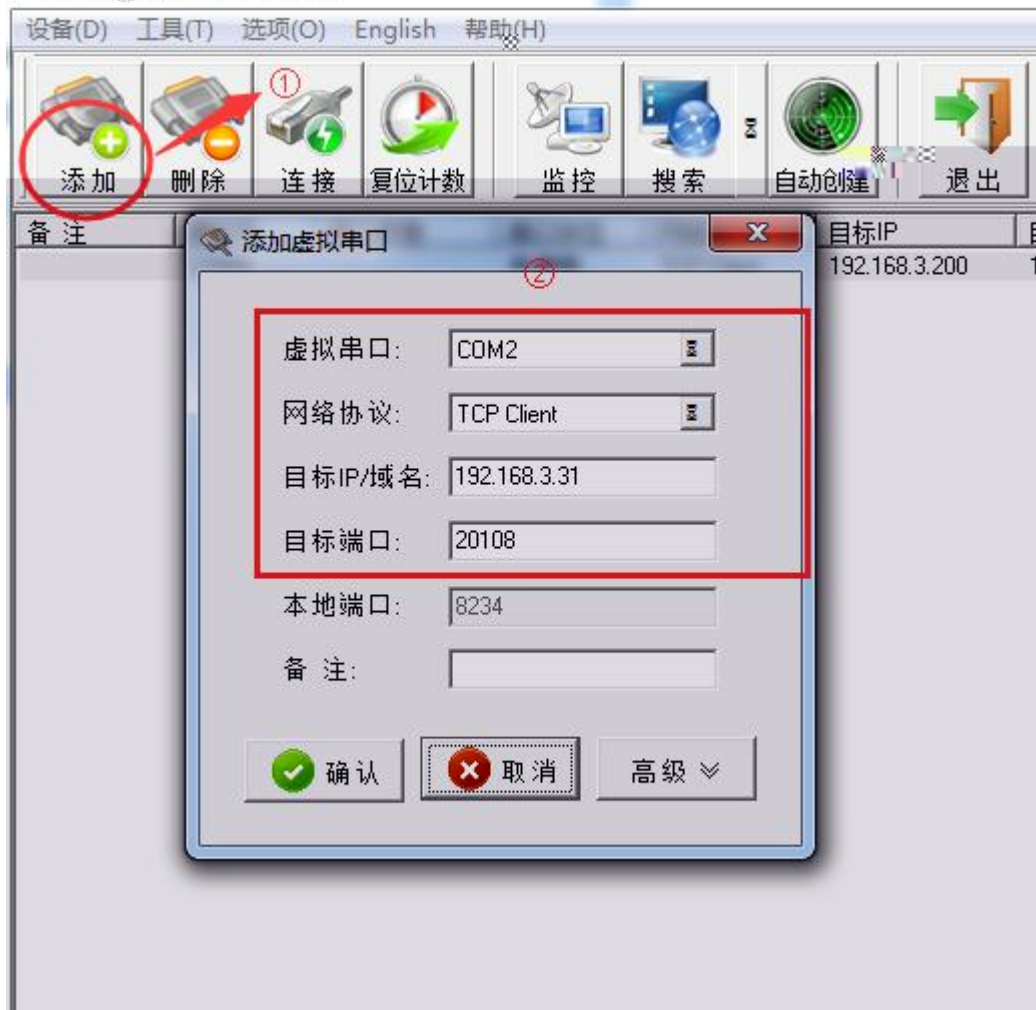 设备(D) 工具(T) 选项(O) English 帮助(H)
①
添加 删除 连接 复位计数 监控 搜索 自动创建 退出
备 注 目标IP
192.168.3.200
添加虚拟串口
②
虚拟串口: COM2
网络协议: TCP Client
目标IP/域名: 192.168.3.31
目标端口: 20108
本地端口: 8234
备 注:
确认 取消 高级